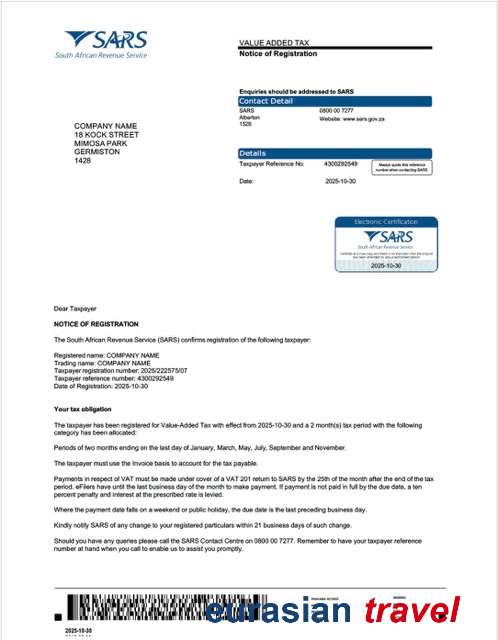 SARS
South African Revenue Service
VALUE ADDED TAX
Notice of Registration
Enquiries should be addressed to SARS
Contact Detail
SARS
Alberton
1528
0800 00 7277
Website: www.sars.gov.za
COMPANY NAME
18 KOCK STREET
MIMOSA PARK
GERMISTON
1428
Details
Taxpayer Reference No: 4300292549
Always quote this reference
number when contacting SARS
Date: 2025-10-30
Electronic Certification
SARS
South African Revenue Service
2025-10-30
Dear Taxpayer
NOTICE OF REGISTRATION
The South African Revenue Service (SARS) confirms registration of the following taxpayer:
Registered name: COMPANY NAME
Trading name: COMPANY NAME
Taxpayer registration number: 2025/222575/07
Taxpayer reference number: 4300292549
Date of Registration: 2025-10-30
Your tax obligation
The taxpayer has been registered for Value-Added Tax with effect from 2025-10-30 and a 2 month(s) tax period with the following
category has been allocated:
Periods of two months ending on the last day of January, March, May, July, September and November.
The taxpayer must use the Invoice basis to account for the tax payable.
Payments in respect of VAT must be made under cover of a VAT 201 return to SARS by the 25th of the month after the end of the tax
period. eFilers have until the last business day of the month to make payment. If payment is not paid in full by the due date, a ten
percent penalty and interest at the prescribed rate is levied.
Where the payment date falls on a weekend or public holiday, the due date is the last preceding business day.
Kindly notify SARS of any change to your registered particulars within 21 business days of such change.
Should you have any queries please call the SARS Contact Centre on 0800 00 7277. Remember to have your taxpayer reference
number at hand when you call to enable us to assist you promptly.
eurasian travel
2025-10-30